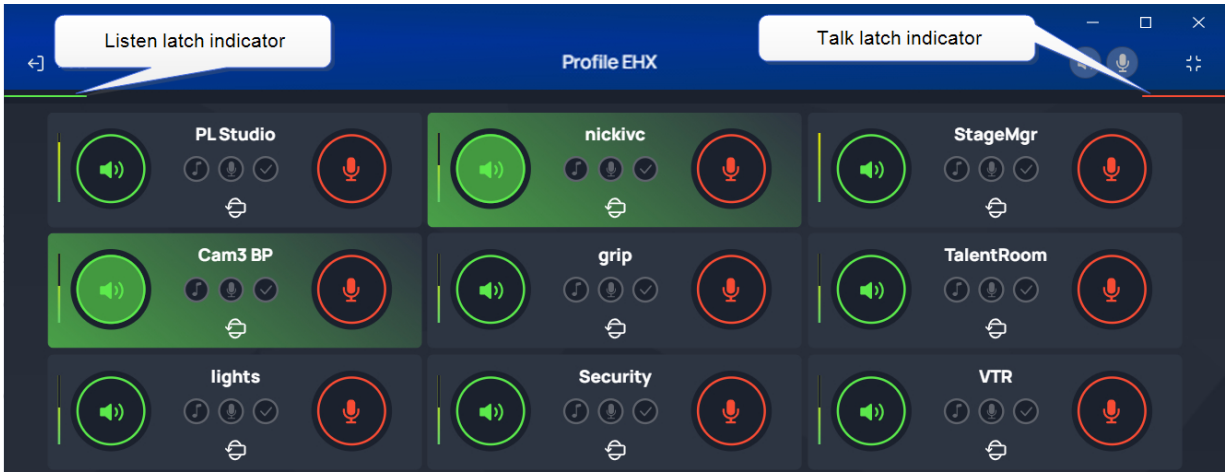 Listen latch indicator
Talk latch indicator
Profile EHX
PL Studio
nickivc
StageMgr
Cam3 BP
grip
TalentRoom
lights
Security
VTR